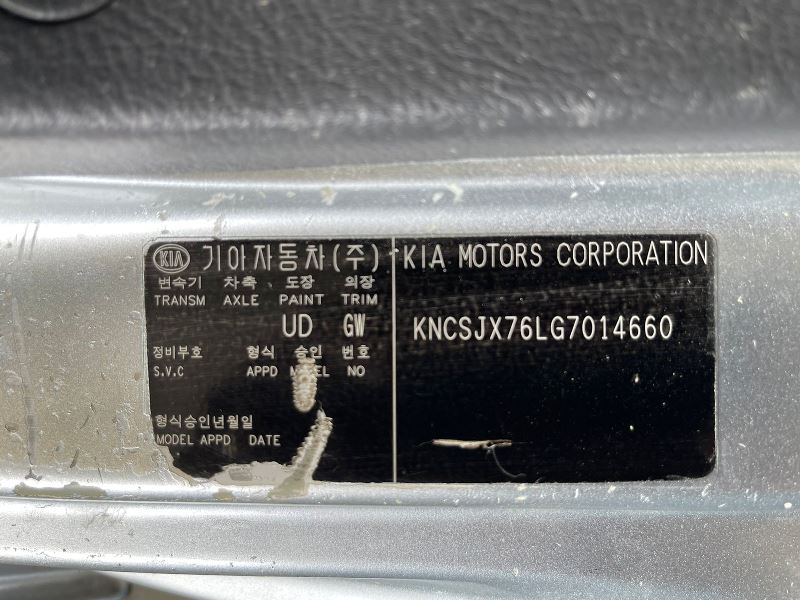 KIA 기아자동차(주)
변속기 차축 도장 의장
TRANSM AXLE PAINT TRIM
UD GW
정비부호 형식 승인 번호
S.V.C APPD NO
형식승인년월일
MODEL APPD DATE
KIA MOTORS CORPORATION
KNCSJX76LG7014660